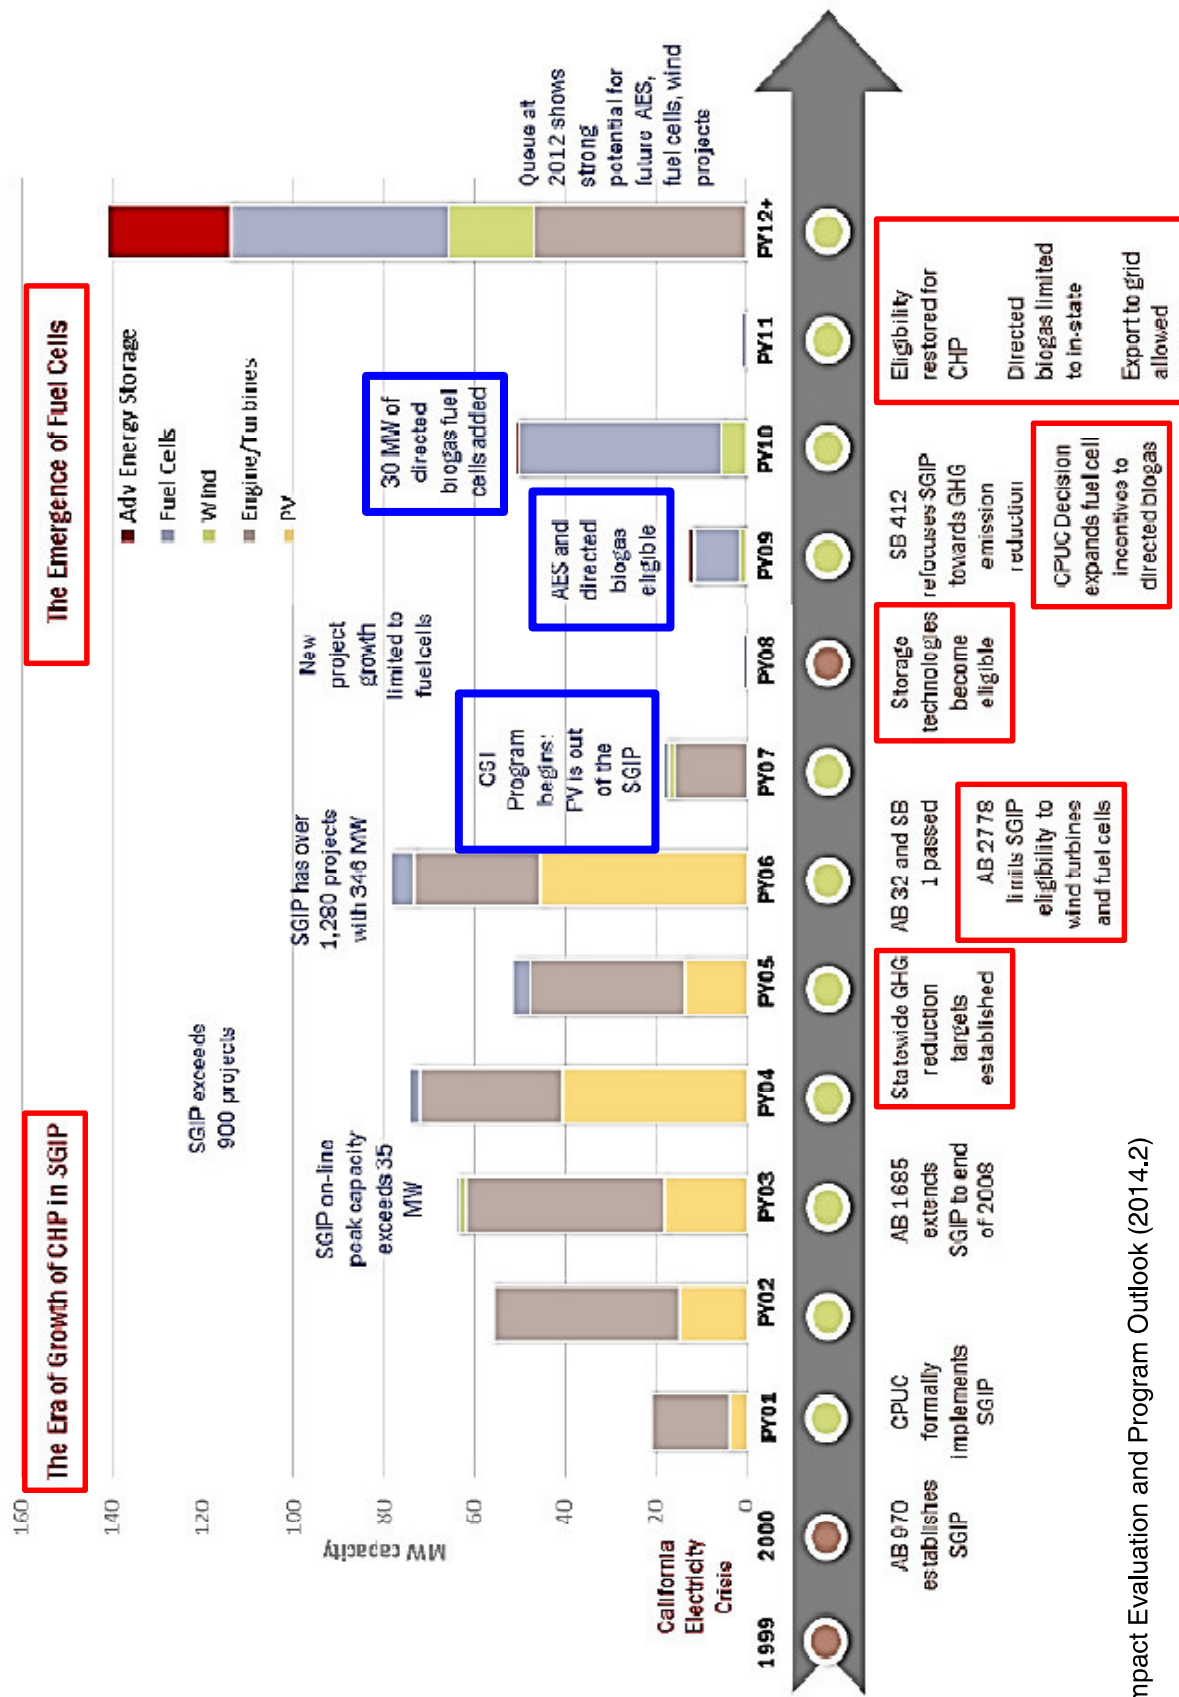 The Era of Growth of CHP in SGIP
The Emergence of Fuel Cells
160
140
120
100
80
60
40
20
0
MW capacity
Adv Energy Storage
Fuel Cells
Wind
Engine/Turbines
PV
California
Electricity
Crisis
SGIP on-line
peak capacity
exceeds 35
MW
SGIP exceeds
900 projects
SGIP has over
1,280 projects
with 346 MW
CSI
Program
begins:
PV is out
of the
SGIP
New
project
growth
limited to
fuel cells
AES and
directed
biogas
eligible
30 MW of
directed
biogas fuel
cells added
Queue at
2012 shows
strong
potential for
future AES,
fuel cells, wind
projects
1999
2000
PY01
PY02
PY03
PY04
PY05
PY06
PY07
PY08
PY09
PY10
PY11
PY12+
AB 970
establishes
SGIP
CPUC
formally
implements
SGIP
AB 1685
extends
SGIP to end
of 2008
Statewide GHG
reduction
targets
established
AB 32 and SB
1 passed
AB 2778
limits SGIP
eligibility to
wind turbines
and fuel cells
Storage
technologies
become
eligible
SB 412
refocuses SGIP
towards GHG
emission
reduction
CPUC Decision
expands fuel cell
incentives to
directed biogas
Eligibility
restored for
CHP
Directed
biogas limited
to in-state
Export to grid
allowed
mpact Evaluation and Program Outlook (2014.2)